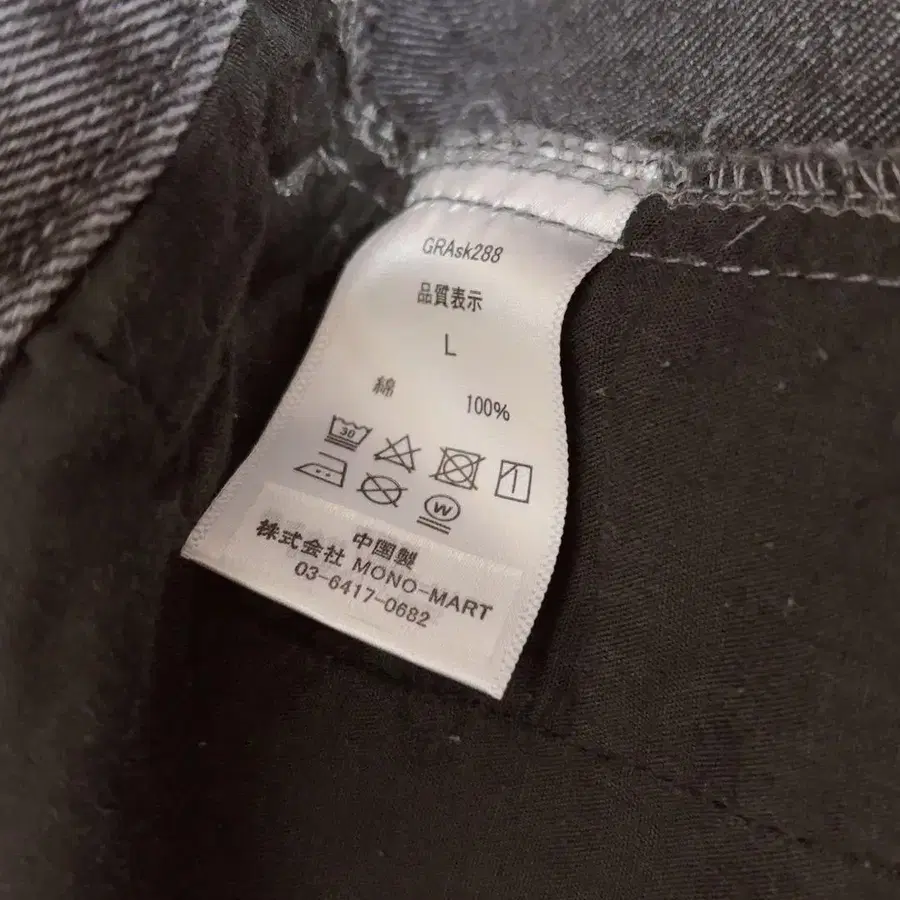 GRAsk288
品質表示
L
綿 100%
30
W
中国製
株式会社 MONO-MART
03-6417-0682